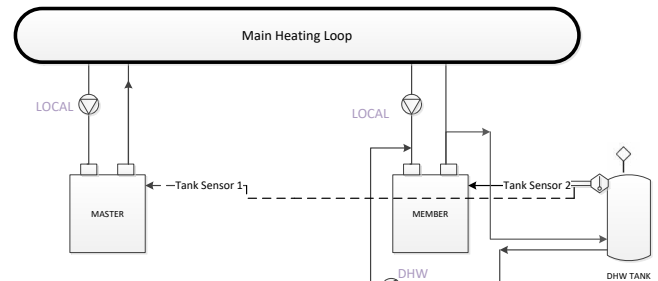 Main Heating Loop
LOCAL
LOCAL
Tank Sensor 1
Tank Sensor 2
MASTER
MEMBER
DHW
DHW TANK